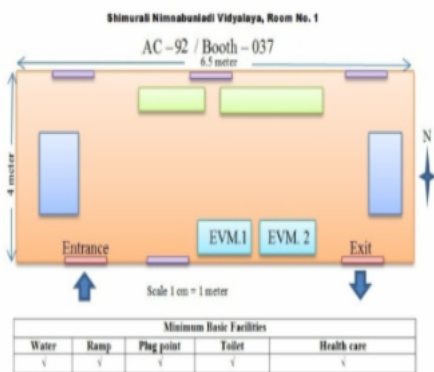 Shimurali Nimnabuniadi Vidyalaya, Room No. 1
AC – 92 / Booth – 037
6.5 meter
4 meter
N
EVM.1 EVM. 2
Entrance Exit
Scale 1 cm = 1 meter
Minimum Basic Facilities
Water Ramp Plug point Toilet Health care
√ √ √ √ √